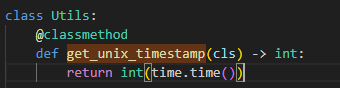 class Utils:
    @classmethod
    def get_unix_timestamp(cls) -> int:
        return int(time.time())